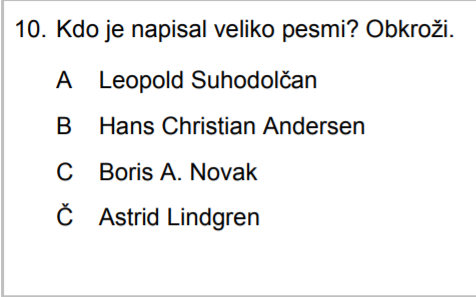 10. Kdo je napisal veliko pesmi? Obkroži.
A Leopold Suhodolčan
B Hans Christian Andersen
C Boris A. Novak
Č Astrid Lindgren